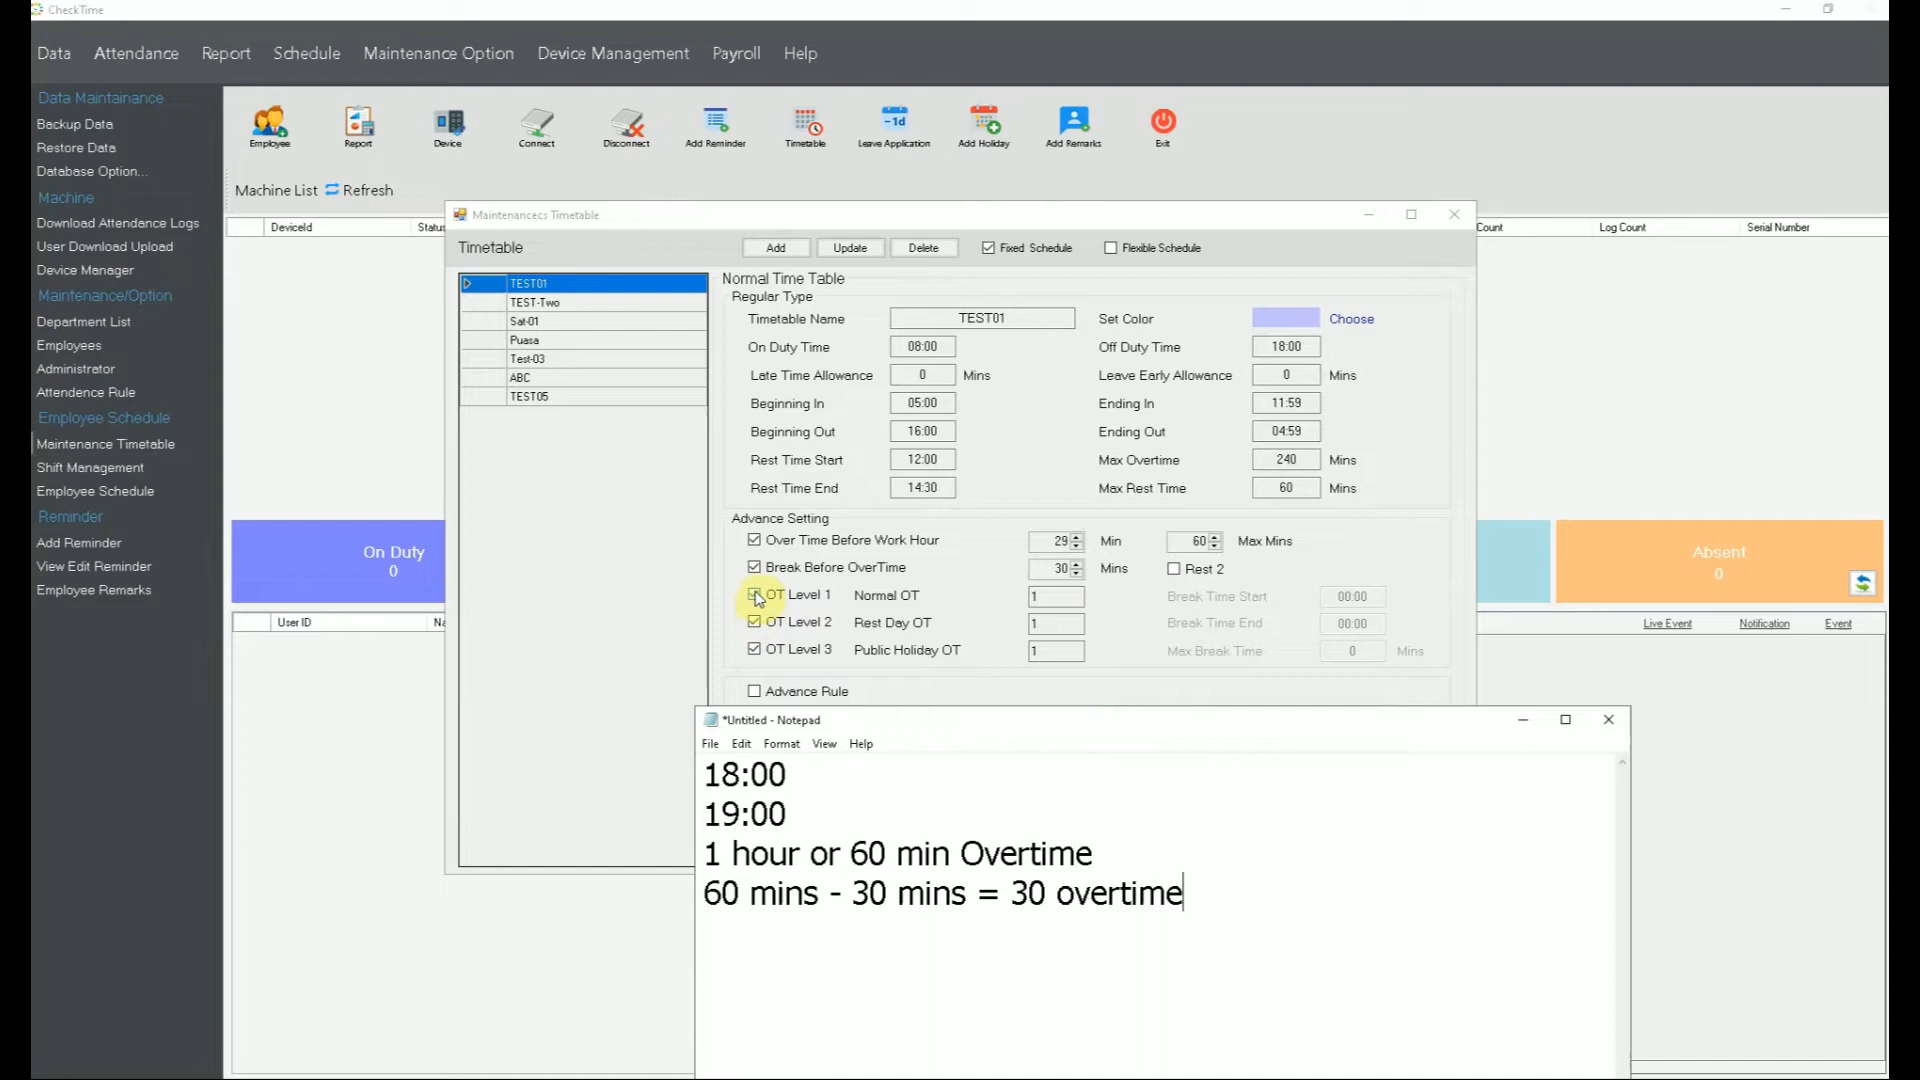 CheckTime
Data Attendance Report Schedule Maintenance Option Device Management Payroll Help
Data Maintainance
Backup Data
Restore Data
Database Option...
Machine
Download Attendance Logs
User Download Upload
Device Manager
Maintenance/Option
Department List
Employees
Administrator
Attendence Rule
Employee Schedule
Maintenance Timetable
Shift Management
Employee Schedule
Reminder
Add Reminder
View Edit Reminder
Employee Remarks
Employee Report Device Connect Disconnect Add Reminder Timetable -1d Leave Application Add Holiday Add Remarks Exit
Machine List Refresh
DeviceId Status Count Log Count Serial Number
Maintenancecs Timetable
Timetable Add Update Delete Fixed Schedule Flexible Schedule
TEST01
TEST-Two
Sat-01
Puasa
Test-03
ABC
TEST05
Normal Time Table
Regular Type
Timetable Name TEST01 Set Color Choose
On Duty Time 08:00 Off Duty Time 18:00
Late Time Allowance 0 Mins Leave Early Allowance 0 Mins
Beginning In 05:00 Ending In 11:59
Beginning Out 16:00 Ending Out 04:59
Rest Time Start 12:00 Max Overtime 240 Mins
Rest Time End 14:30 Max Rest Time 60 Mins
Advance Setting
Over Time Before Work Hour 29 Min 60 Max Mins
Break Before OverTime 30 Mins Rest 2
OT Level 1 Normal OT 1 Break Time Start 00:00
OT Level 2 Rest Day OT 1 Break Time End 00:00
OT Level 3 Public Holiday OT 1 Max Break Time 0 Mins
Advance Rule
On Duty
0
Absent
0
User ID Live Event Notification Event
*Untitled - Notepad
File Edit Format View Help
18:00
19:00
1 hour or 60 min Overtime
60 mins - 30 mins = 30 overtime